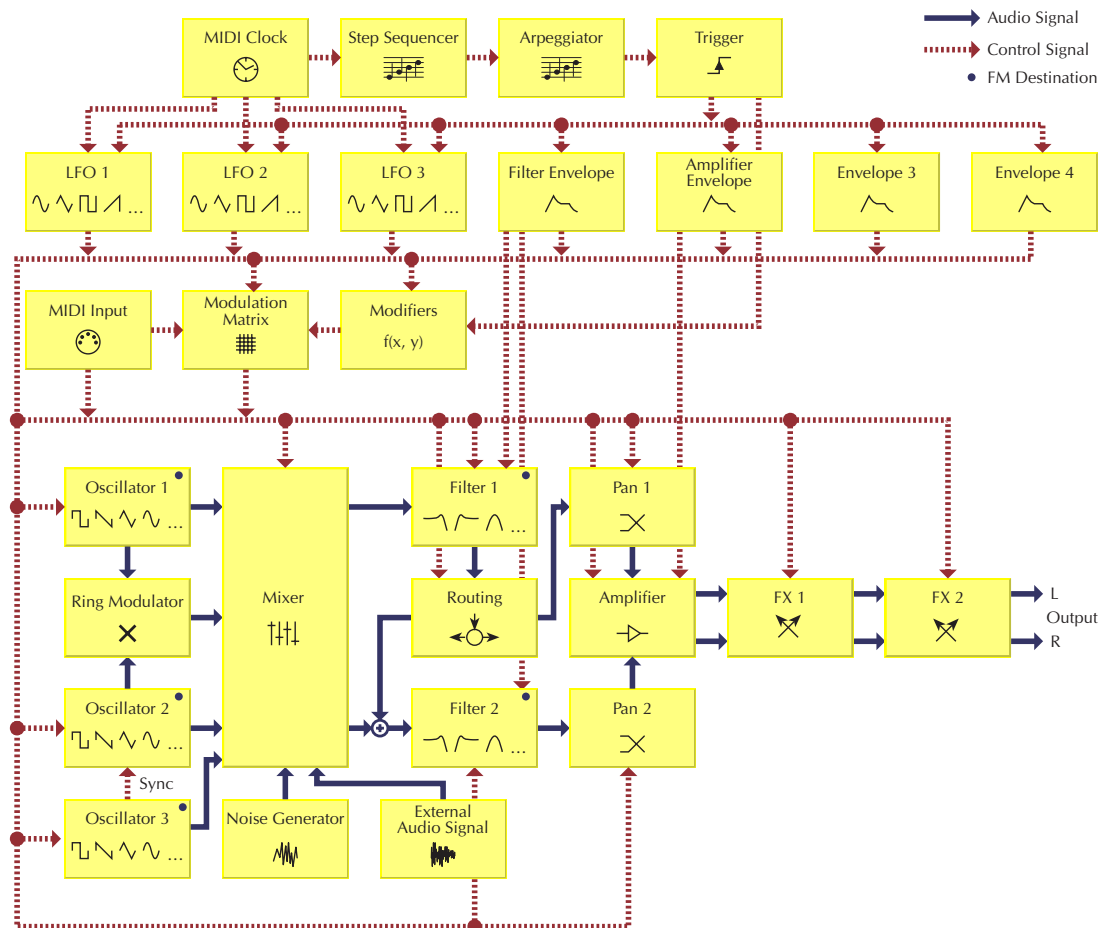 MIDI Clock
Step Sequencer
Arpeggiator
Trigger
Audio Signal
Control Signal
FM Destination
LFO 1
...
LFO 2
...
LFO 3
...
Filter Envelope
Amplifier
Envelope
Envelope 3
Envelope 4
MIDI Input
Modulation
Matrix
Modifiers
f(x, y)
Oscillator 1
...
Mixer
Filter 1
...
Pan 1
Ring Modulator
Routing
Amplifier
FX 1
FX 2
L
Output
R
Oscillator 2
...
Filter 2
...
Pan 2
Sync
Oscillator 3
...
Noise Generator
External
Audio Signal